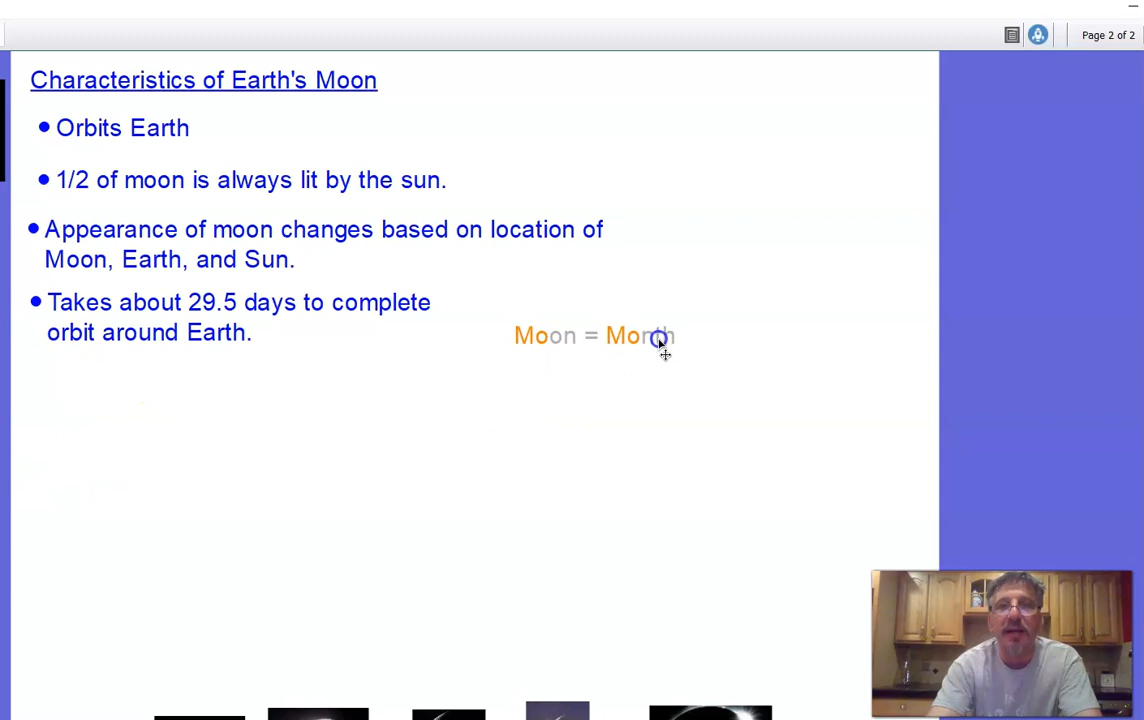 Page 2 of 2
Characteristics of Earth's Moon
• Orbits Earth
• 1/2 of moon is always lit by the sun.
• Appearance of moon changes based on location of
Moon, Earth, and Sun.
• Takes about 29.5 days to complete
orbit around Earth.
Moon = Month